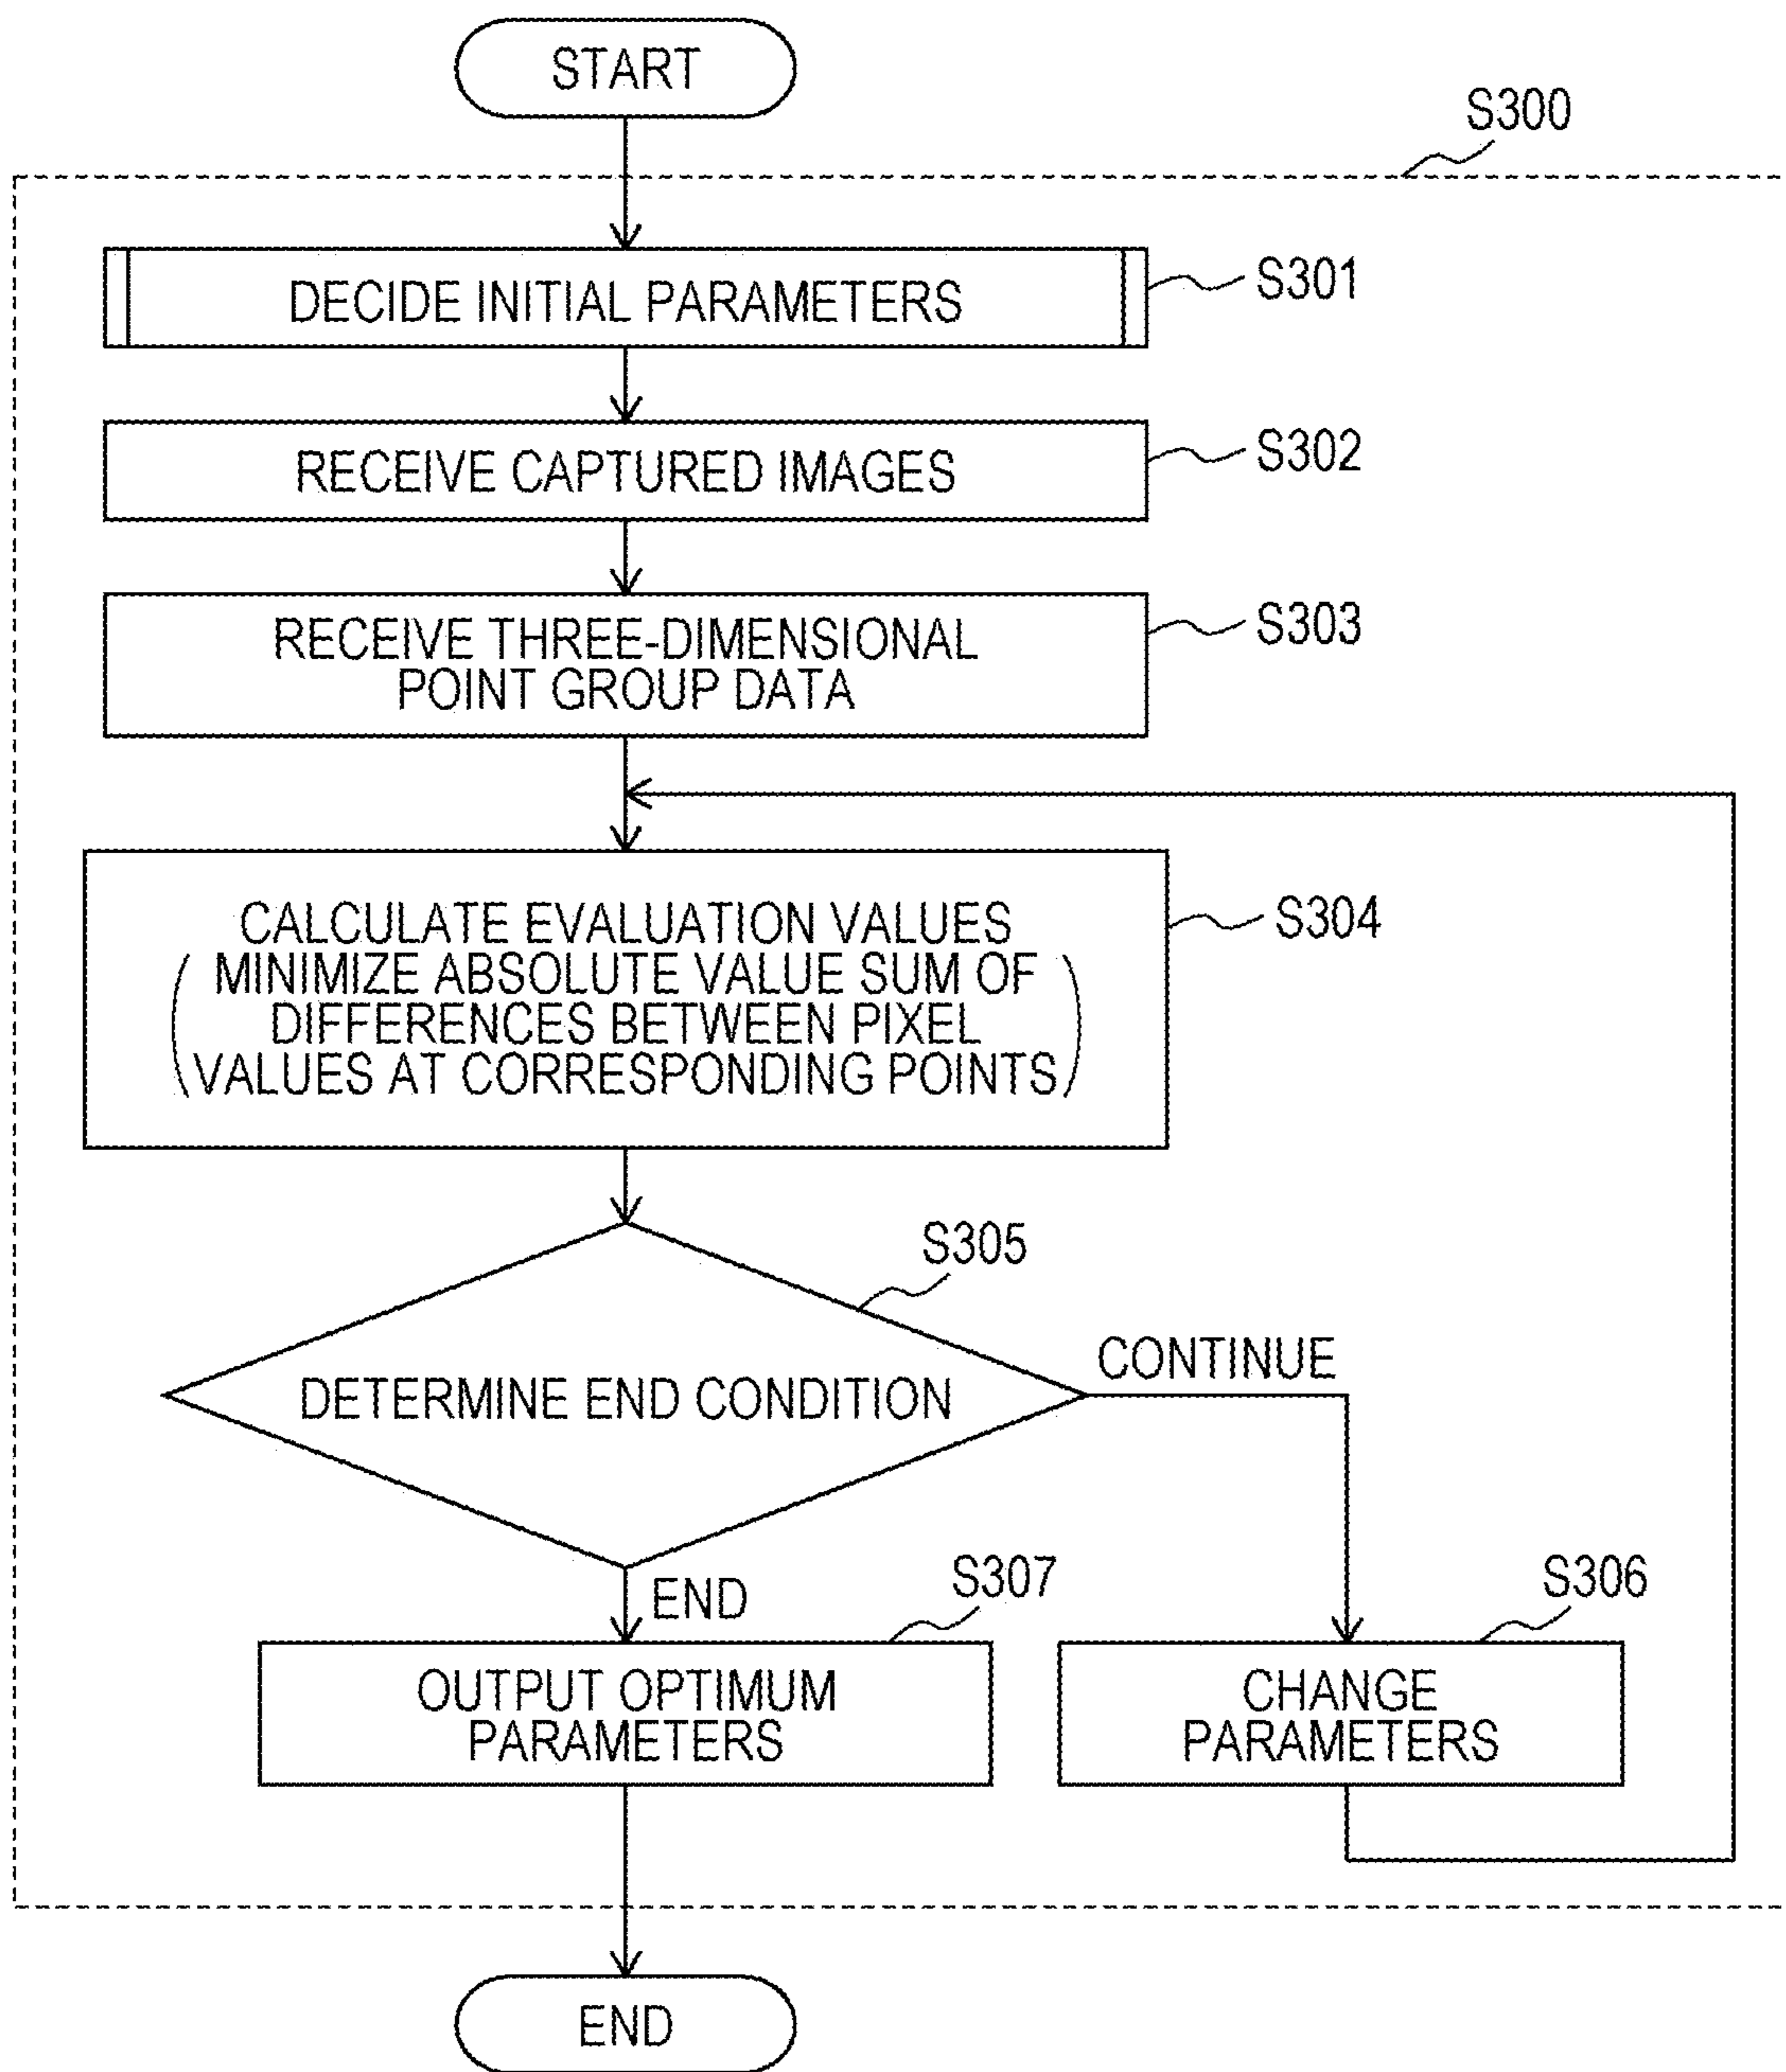 START
S300
DECIDE INITIAL PARAMETERS
S301
RECEIVE CAPTURED IMAGES
S302
RECEIVE THREE-DIMENSIONAL
POINT GROUP DATA
S303
CALCULATE EVALUATION VALUES
(MINIMIZE ABSOLUTE VALUE SUM OF
DIFFERENCES BETWEEN PIXEL
VALUES AT CORRESPONDING POINTS)
S304
S305
DETERMINE END CONDITION
CONTINUE
END
S307
OUTPUT OPTIMUM
PARAMETERS
S306
CHANGE
PARAMETERS
END